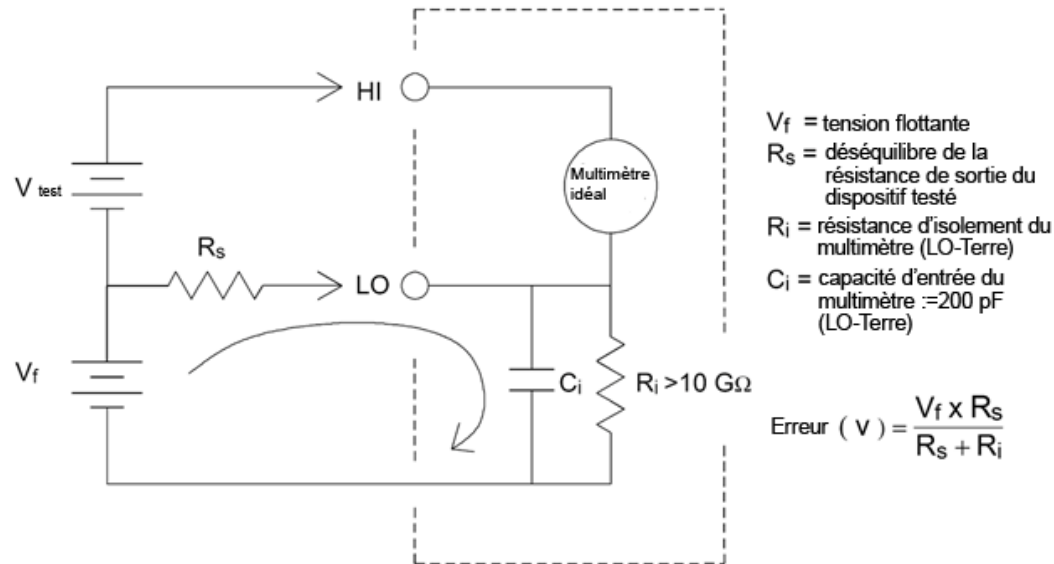 HI
V test
Multimètre
idéal
Rs
LO
Vf
Ci
Ri >10 GΩ
Vf = tension flottante
Rs = déséquilibre de la
résistance de sortie du
dispositif testé
Ri = résistance d'isolement du
multimètre (LO-Terre)
Ci = capacité d'entrée du
multimètre :=200 pF
(LO-Terre)
Erreur ( v ) = Vf x Rs
Rs + Ri